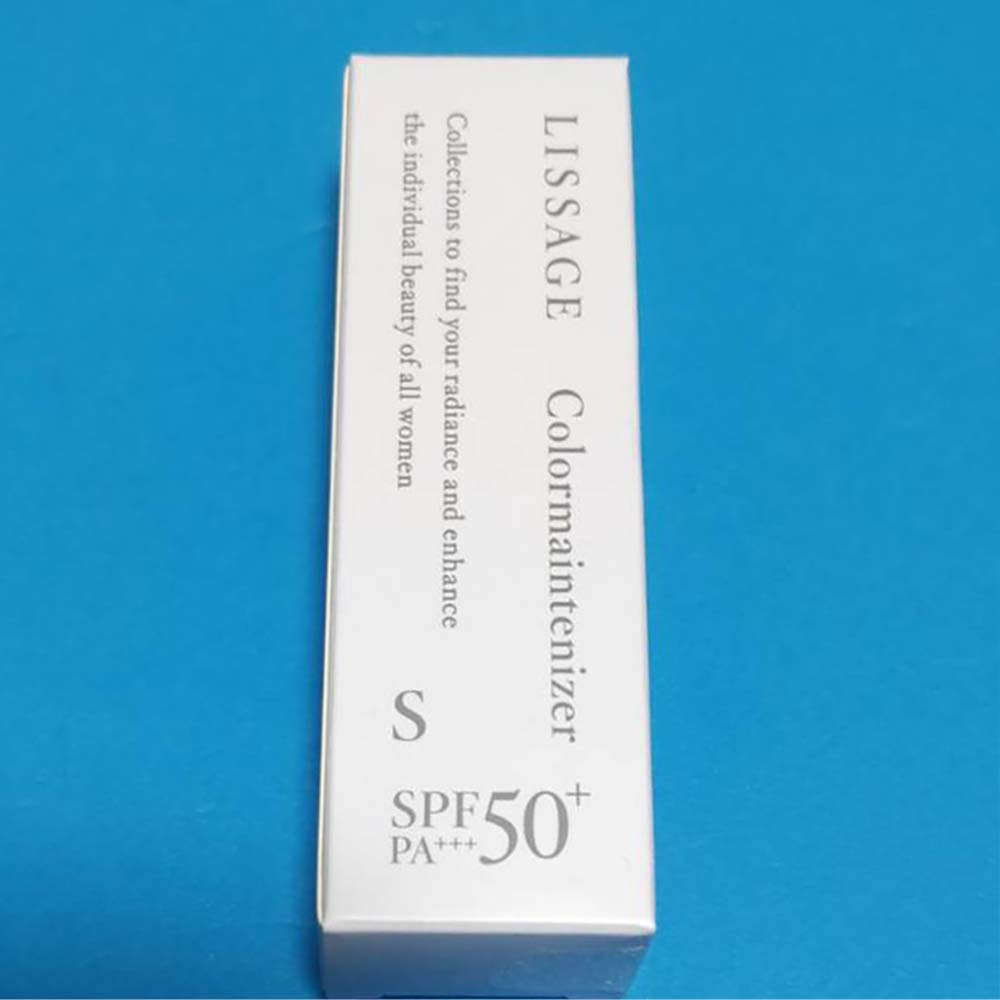 LISSAGE Colormaintenizer
Collections to find your radiance and enhance
the individual beauty of all women
S
SPF50+
PA+++